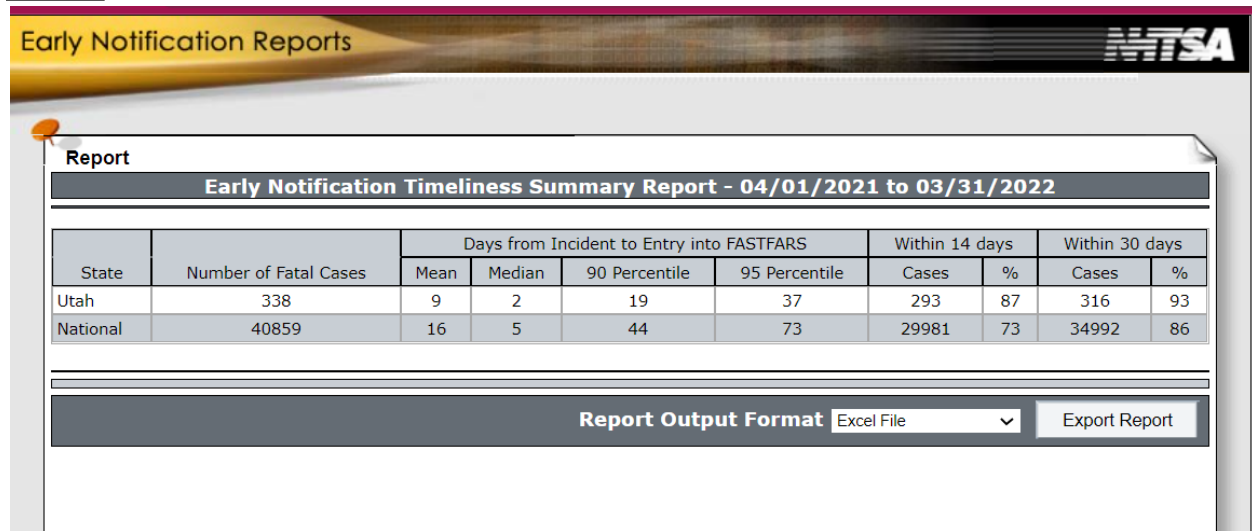 Early Notification Reports
NHTSA
Report
Early Notification Timeliness Summary Report - 04/01/2021 to 03/31/2022
Days from Incident to Entry into FASTFARS Within 14 days Within 30 days
State Number of Fatal Cases Mean Median 90 Percentile 95 Percentile Cases % Cases %
Utah 338 9 2 19 37 293 87 316 93
National 40859 16 5 44 73 29981 73 34992 86
Report Output Format Excel File Export Report